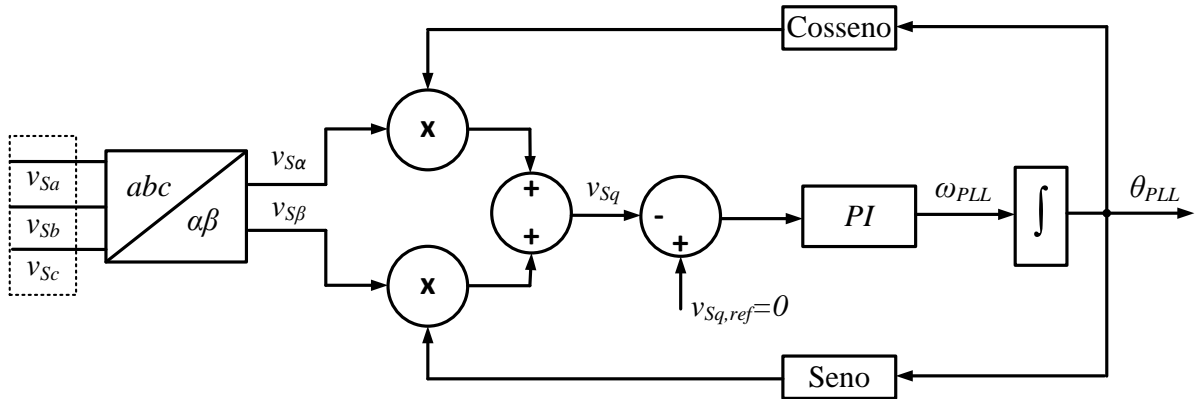 Cosseno
x
v_Sα
v_Sa
abc
αβ
v_Sb
v_Sβ
v_Sc
+
+
v_Sq
-
+
v_Sq,ref=0
PI
ω_PLL
∫
θ_PLL
x
Seno